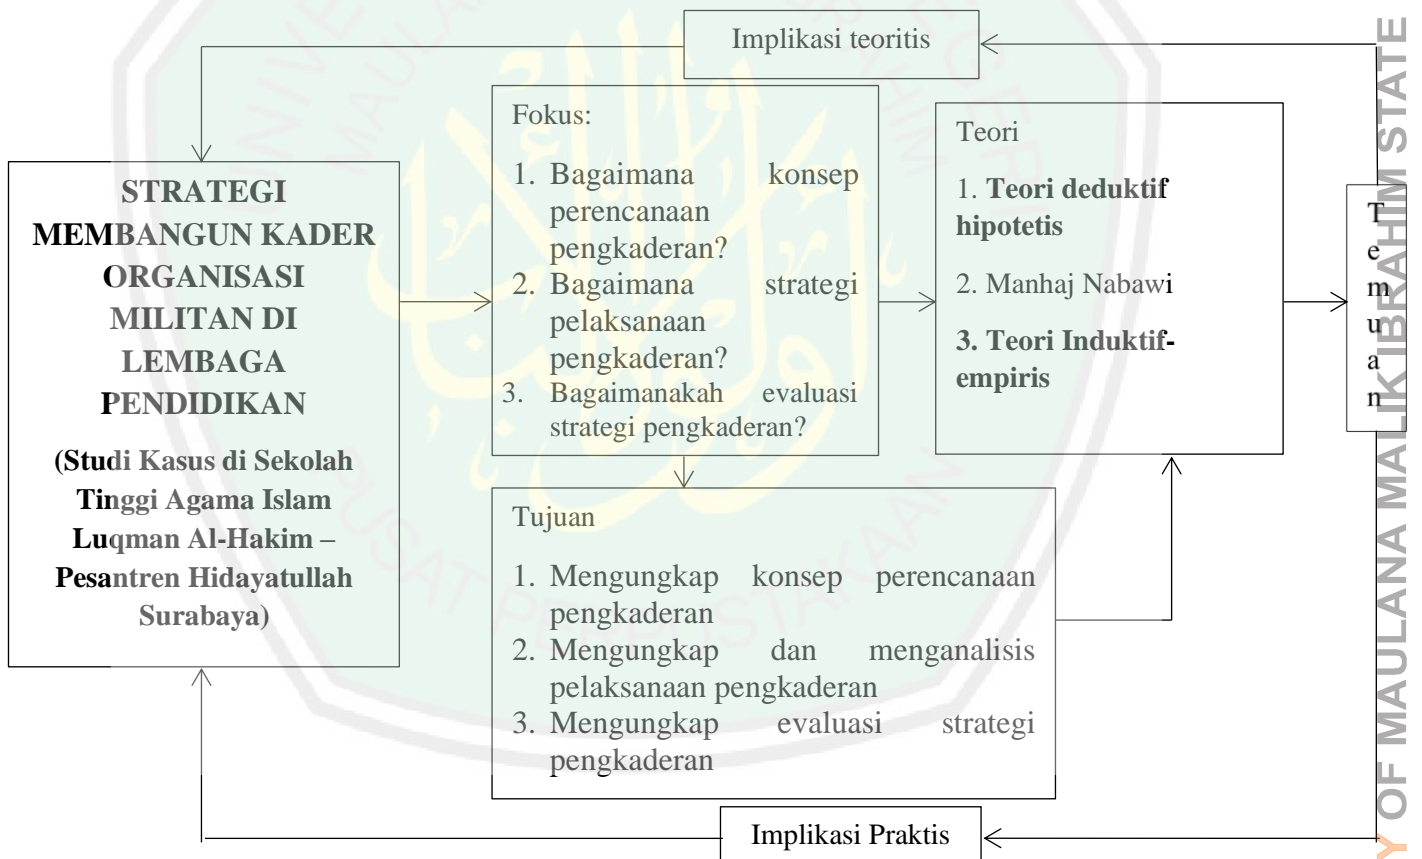 Implikasi teoritis
STRATEGI
MEMBANGUN KADER
ORGANISASI
MILITAN DI
LEMBAGA
PENDIDIKAN
(Studi Kasus di Sekolah
Tinggi Agama Islam
Luqman Al-Hakim –
Pesantren Hidayatullah
Surabaya)
Fokus:
1. Bagaimana konsep
perencanaan
pengkaderan?
2. Bagaimana strategi
pelaksanaan
pengkaderan?
3. Bagaimanakah evaluasi
strategi pengkaderan?
Teori
1. Teori deduktif
hipotetis
2. Manhaj Nabawi
3. Teori Induktif-
empiris
Temuan
Tujuan
1. Mengungkap konsep perencanaan
pengkaderan
2. Mengungkap dan menganalisis
pelaksanaan pengkaderan
3. Mengungkap evaluasi strategi
pengkaderan
Implikasi Praktis
OF MAULANA MALIK IBRAHIM STATE
PUSAT PERPUSTAKAAN